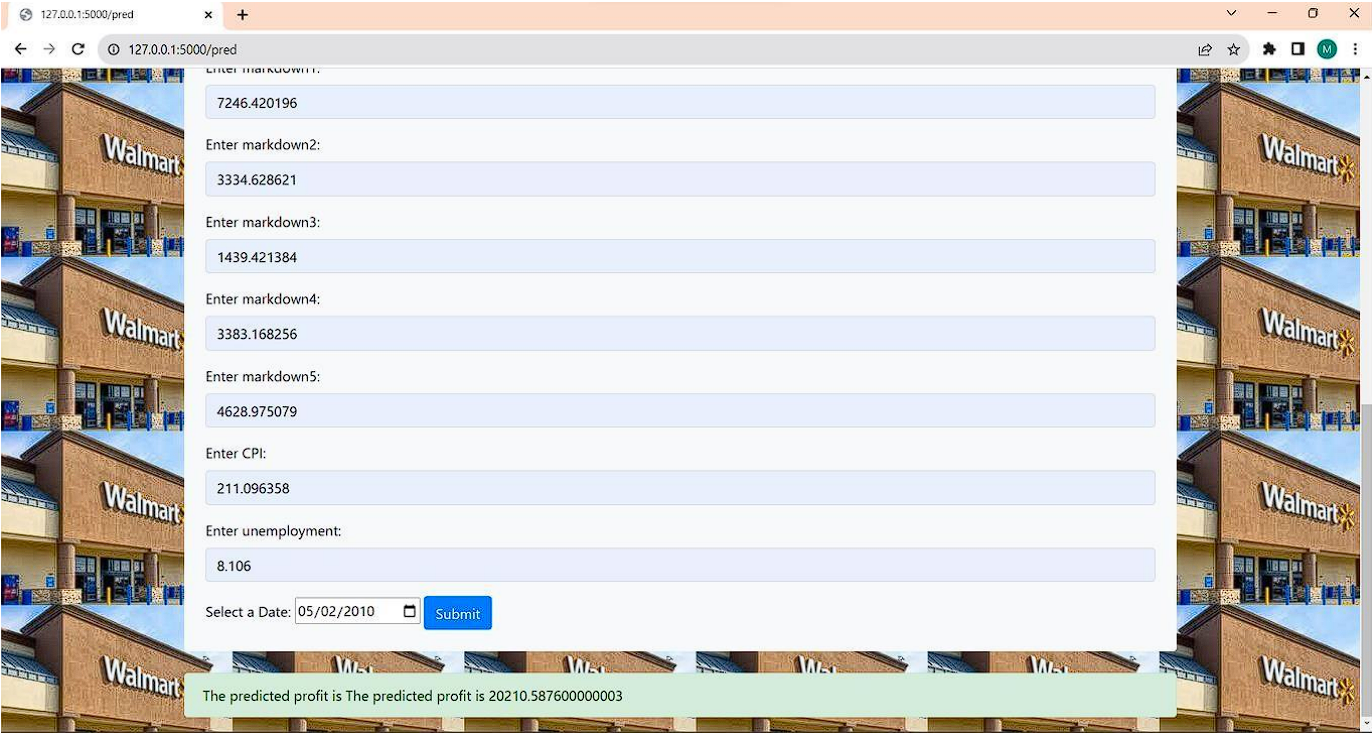 127.0.0.1:5000/pred
127.0.0.1:5000/pred
M
Enter markdown1:
7246.420196
Enter markdown2:
3334.628621
Enter markdown3:
1439.421384
Enter markdown4:
3383.168256
Enter markdown5:
4628.975079
Enter CPI:
211.096358
Enter unemployment:
8.106
Select a Date: 05/02/2010 Submit
The predicted profit is The predicted profit is 20210.587600000003
Walmart
Walmart
Walmart
Walmart
Walmart
Walmart
Walmart
Walmart